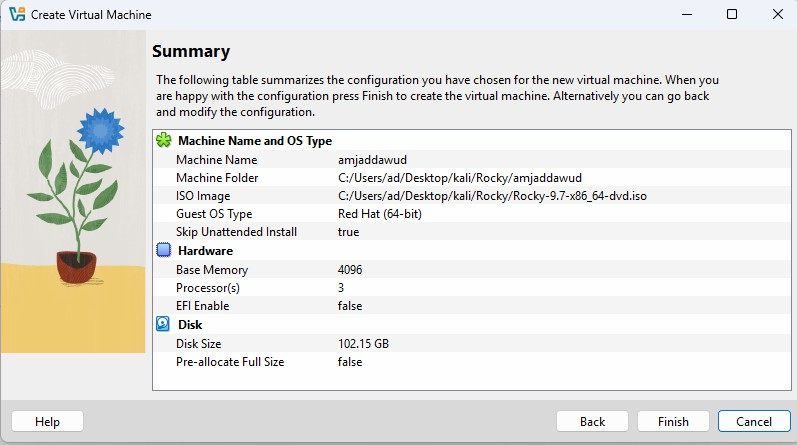 Create Virtual Machine
Summary
The following table summarizes the configuration you have chosen for the new virtual machine. When you
are happy with the configuration press Finish to create the virtual machine. Alternatively you can go back
and modify the configuration.
Machine Name and OS Type
Machine Name amjaddawud
Machine Folder C:/Users/ad/Desktop/kali/Rocky/amjaddawud
ISO Image C:/Users/ad/Desktop/kali/Rocky/Rocky-9.7-x86_64-dvd.iso
Guest OS Type Red Hat (64-bit)
Skip Unattended Install true
Hardware
Base Memory 4096
Processor(s) 3
EFI Enable false
Disk
Disk Size 102.15 GB
Pre-allocate Full Size false
Help Back Finish Cancel